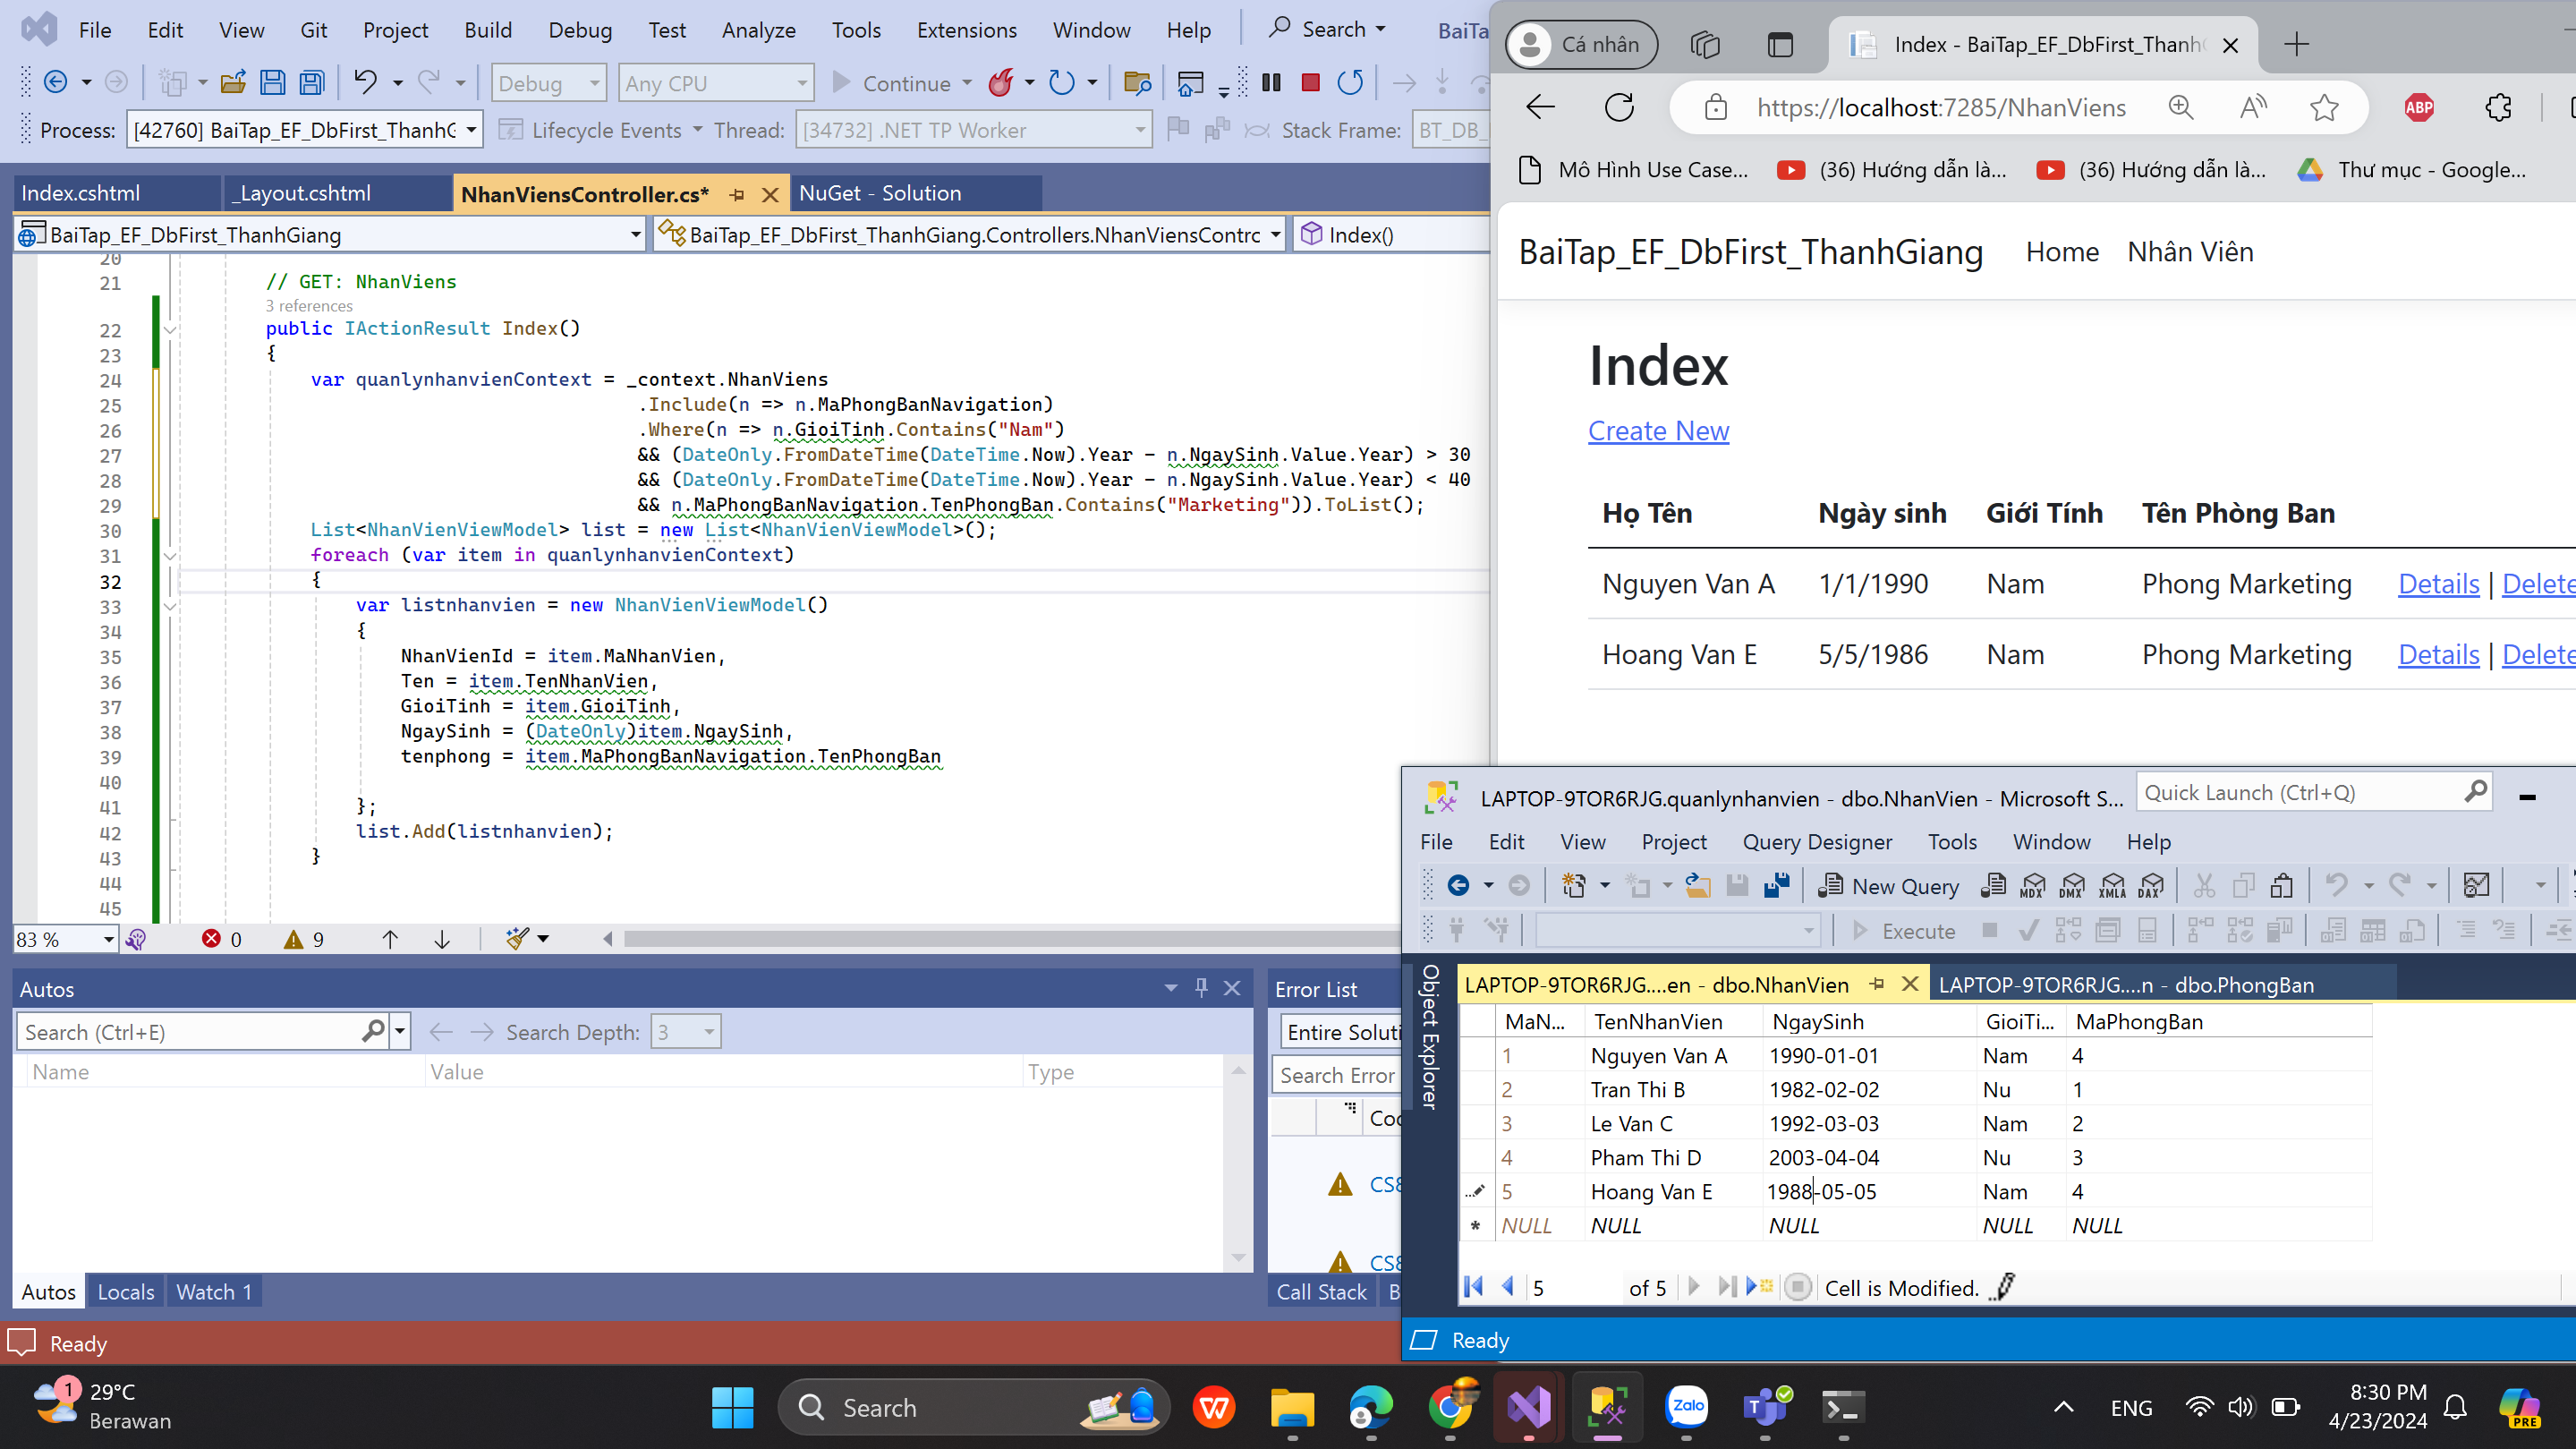 File Edit View Git Project Build Debug Test Analyze Tools Extensions Window Help Search BaiTa
Debug Any CPU Continue
Process: [42760] BaiTap_EF_DbFirst_ThanhG Lifecycle Events Thread: [34732] .NET TP Worker Stack Frame: BT_DB_
Index.cshtml _Layout.cshtml NhanViensController.cs* NuGet - Solution
BaiTap_EF_DbFirst_ThanhGiang BaiTap_EF_DbFirst_ThanhGiang.Controllers.NhanViensContrc Index()
20
21 // GET: NhanViens
3 references
22 public IActionResult Index()
23 {
24 var quanlynhanvienContext = _context.NhanViens
25 .Include(n => n.MaPhongBanNavigation)
26 .Where(n => n.GioiTinh.Contains("Nam")
27 && (DateOnly.FromDateTime(DateTime.Now).Year - n.NgaySinh.Value.Year) > 30
28 && (DateOnly.FromDateTime(DateTime.Now).Year - n.NgaySinh.Value.Year) < 40
29 && n.MaPhongBanNavigation.TenPhongBan.Contains("Marketing")).ToList();
30 List<NhanVienViewModel> list = new List<NhanVienViewModel>();
31 foreach (var item in quanlynhanvienContext)
32 {
33 var listnhanvien = new NhanVienViewModel()
34 {
35 NhanVienId = item.MaNhanVien,
36 Ten = item.TenNhanVien,
37 GioiTinh = item.GioiTinh,
38 NgaySinh = (DateOnly)item.NgaySinh,
39 tenphong = item.MaPhongBanNavigation.TenPhongBan
40
41 };
42 list.Add(listnhanvien);
43 }
44
45
83 % 0 9
Autos
Search (Ctrl+E) Search Depth: 3
Name Value Type
Autos Locals Watch 1
Error List
Entire Soluti
Search Error
Coc
CS8
CS8
Call Stack B
Ready
Cá nhân Index - BaiTap_EF_DbFirst_ThanhG
https://localhost:7285/NhanViens
ABP
Mô Hình Use Case... (36) Hướng dẫn là... (36) Hướng dẫn là... Thư mục - Google...
BaiTap_EF_DbFirst_ThanhGiang Home Nhân Viên
Index
Create New
Họ Tên Ngày sinh Giới Tính Tên Phòng Ban
Nguyen Van A 1/1/1990 Nam Phong Marketing Details | Delete
Hoang Van E 5/5/1986 Nam Phong Marketing Details | Delete
LAPTOP-9TOR6RJG.quanlynhanvien - dbo.NhanVien - Microsoft S... Quick Launch (Ctrl+Q)
File Edit View Project Query Designer Tools Window Help
New Query MDX DMX XMLA DAX
Execute
Object Explorer
LAPTOP-9TOR6RJG....en - dbo.NhanVien LAPTOP-9TOR6RJG....n - dbo.PhongBan
MaN... TenNhanVien NgaySinh GioiTi... MaPhongBan
1 Nguyen Van A 1990-01-01 Nam 4
2 Tran Thi B 1982-02-02 Nu 1
3 Le Van C 1992-03-03 Nam 2
4 Pham Thi D 2003-04-04 Nu 3
5 Hoang Van E 1988-05-05 Nam 4
NULL NULL NULL NULL NULL
5 of 5 Cell is Modified.
Ready
1 29°C
Berawan
Search
Zalo
ENG
8:30 PM
4/23/2024
PRE